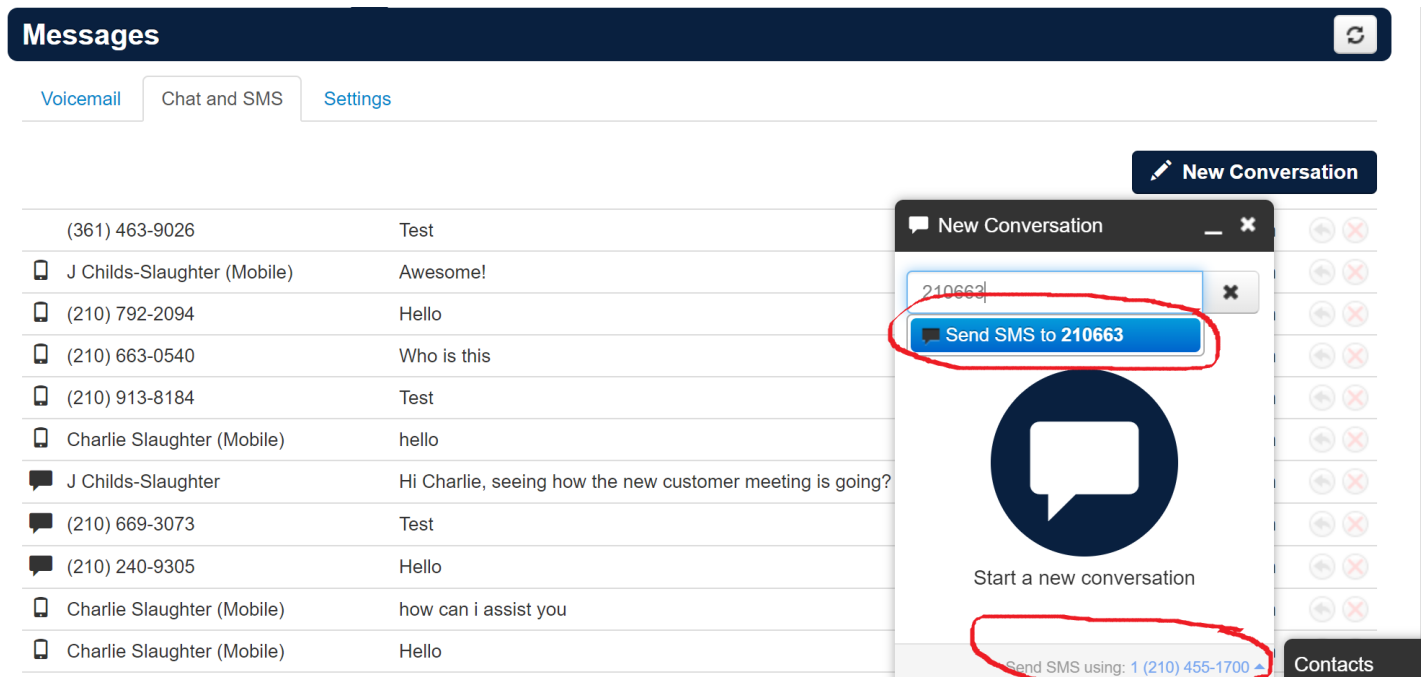 Messages
Voicemail Chat and SMS Settings
New Conversation
(361) 463-9026 Test
J Childs-Slaughter (Mobile) Awesome!
(210) 792-2094 Hello
(210) 663-0540 Who is this
(210) 913-8184 Test
Charlie Slaughter (Mobile) hello
J Childs-Slaughter Hi Charlie, seeing how the new customer meeting is going?
(210) 669-3073 Test
(210) 240-9305 Hello
Charlie Slaughter (Mobile) how can i assist you
Charlie Slaughter (Mobile) Hello
New Conversation
210663
Send SMS to 210663
Start a new conversation
Send SMS using: 1 (210) 455-1700
Contacts